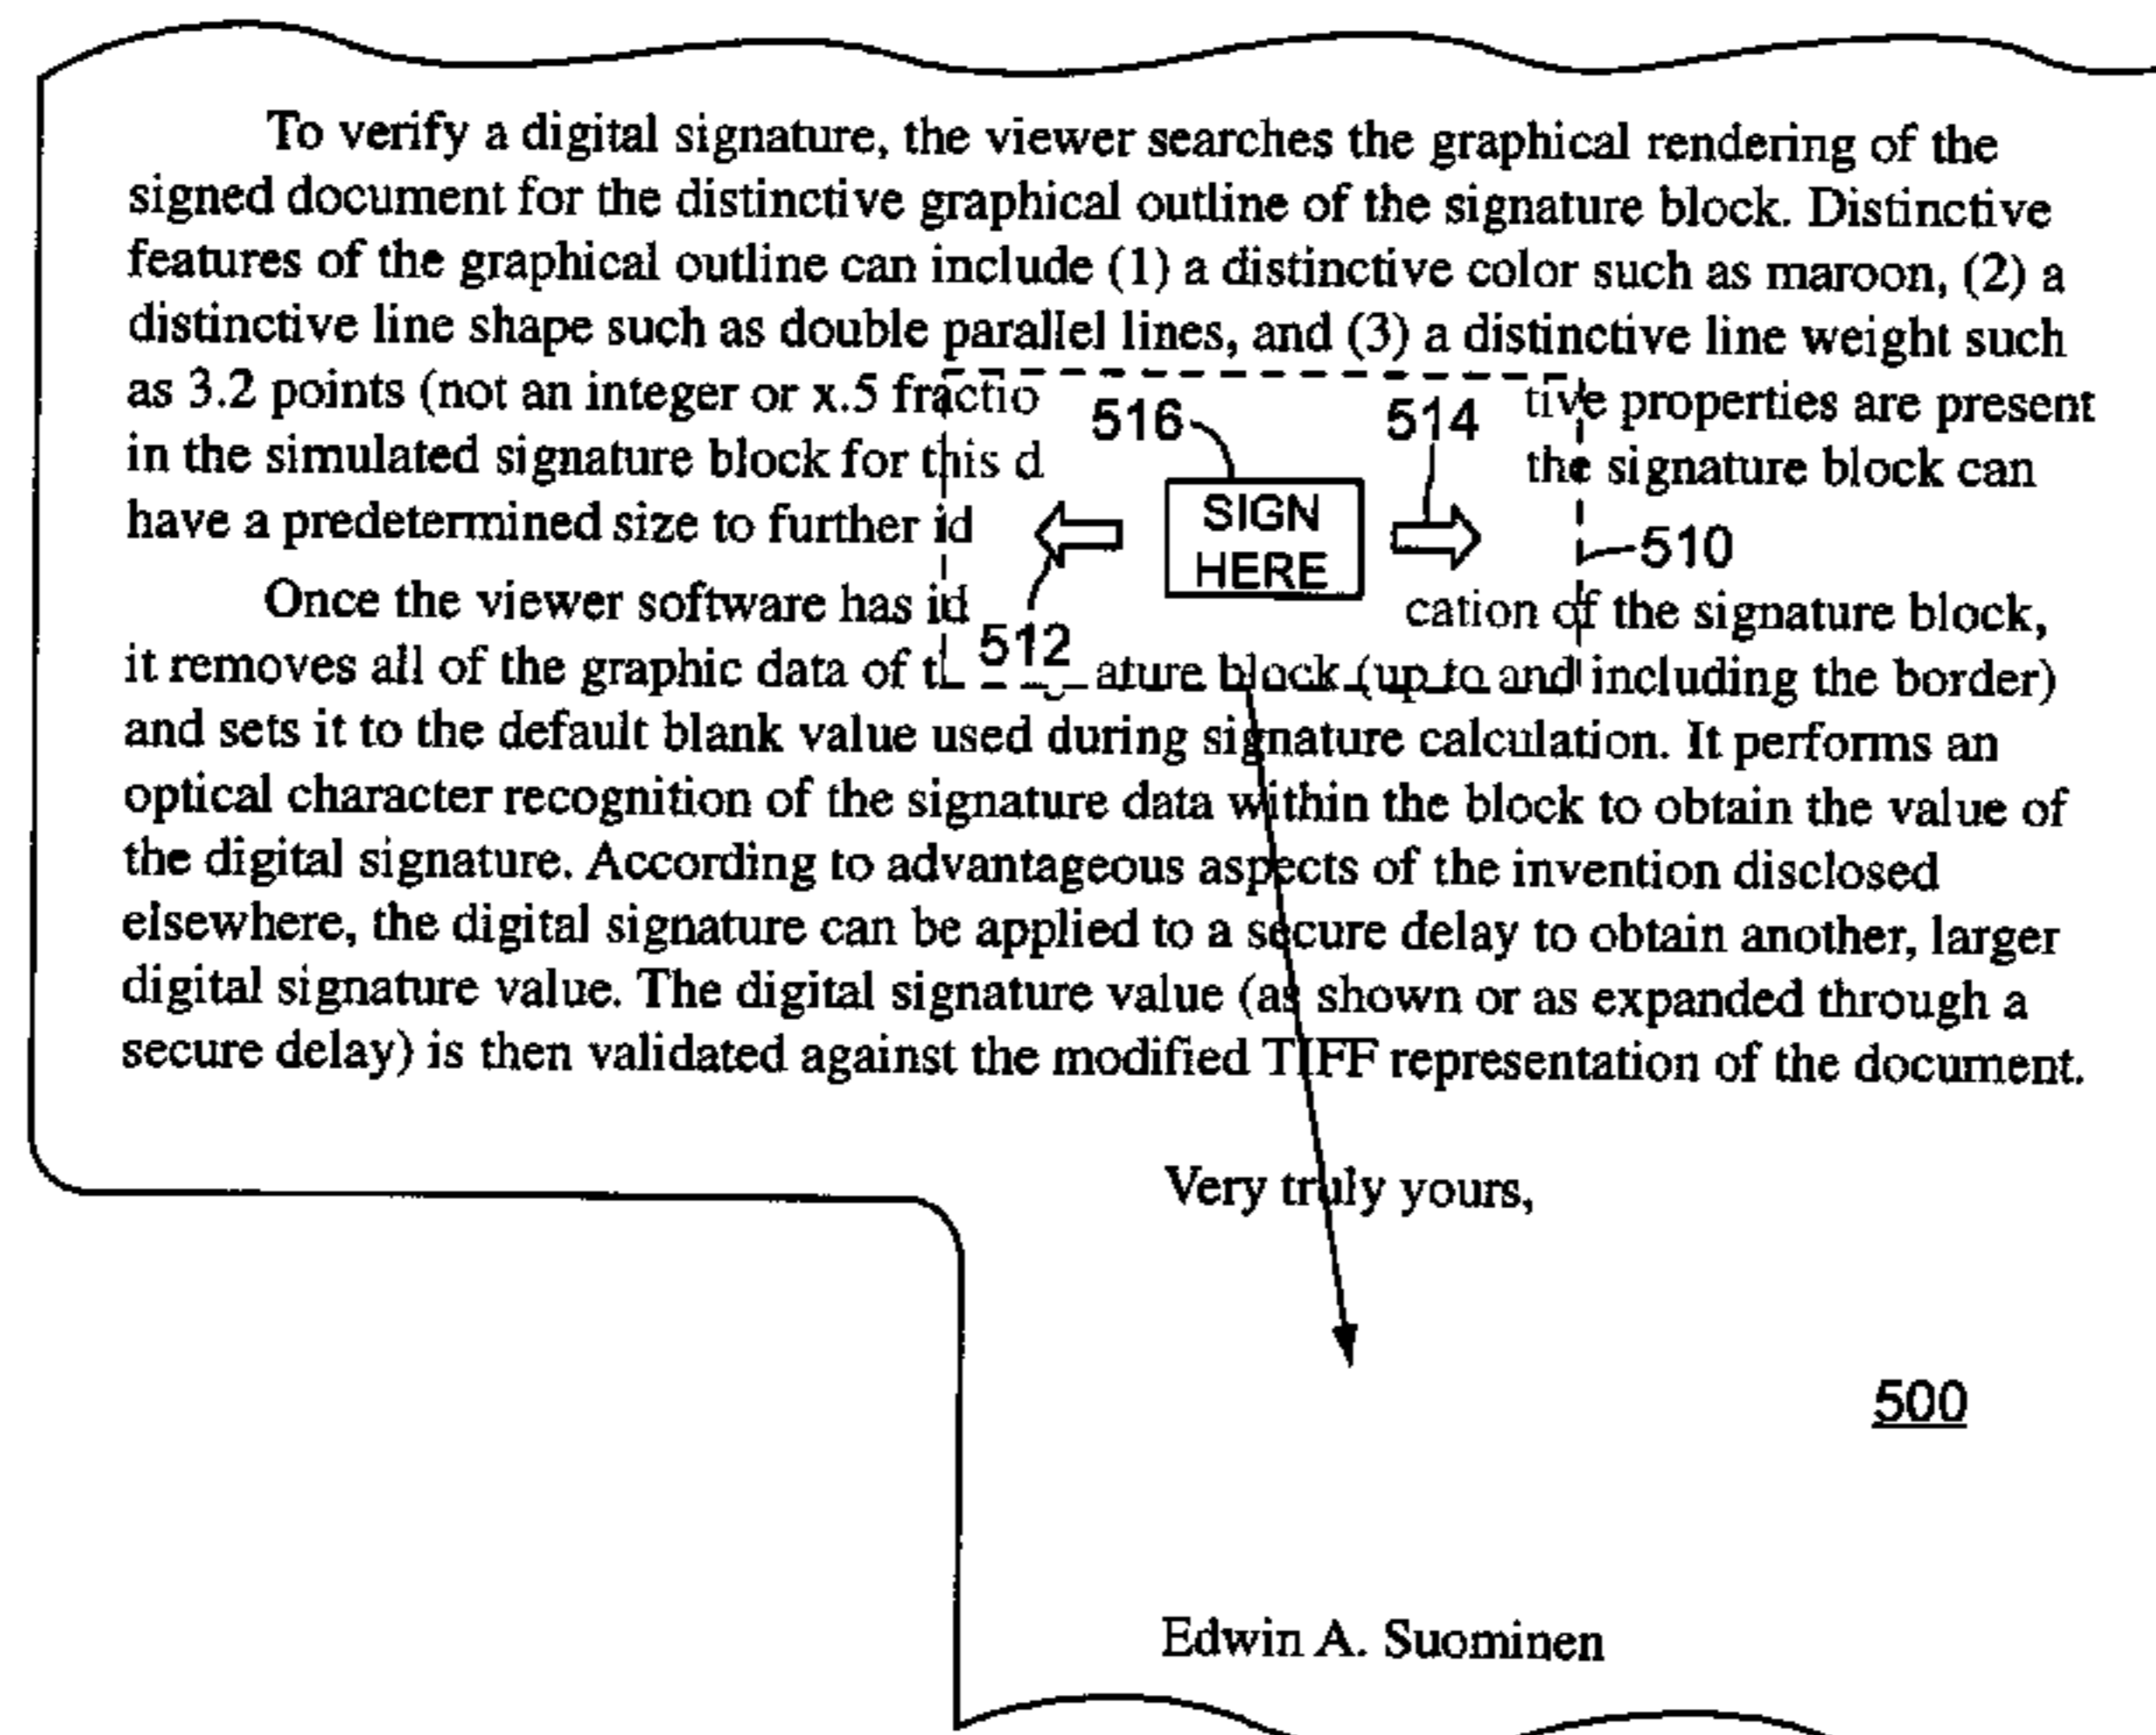 To verify a digital signature, the viewer searches the graphical rendering of the
signed document for the distinctive graphical outline of the signature block. Distinctive
features of the graphical outline can include (1) a distinctive color such as maroon, (2) a
distinctive line shape such as double parallel lines, and (3) a distinctive line weight such
as 3.2 points (not an integer or x.5 fractio tive properties are present
516 514
in the simulated signature block for this d the signature block can
SIGN
HERE
have a predetermined size to further id
510
Once the viewer software has id cation of the signature block,
512
it removes all of the graphic data of t ature block (up to and including the border)
and sets it to the default blank value used during signature calculation. It performs an
optical character recognition of the signature data within the block to obtain the value of
the digital signature. According to advantageous aspects of the invention disclosed
elsewhere, the digital signature can be applied to a secure delay to obtain another, larger
digital signature value. The digital signature value (as shown or as expanded through a
secure delay) is then validated against the modified TIFF representation of the document.
Very truly yours,
500
Edwin A. Suominen